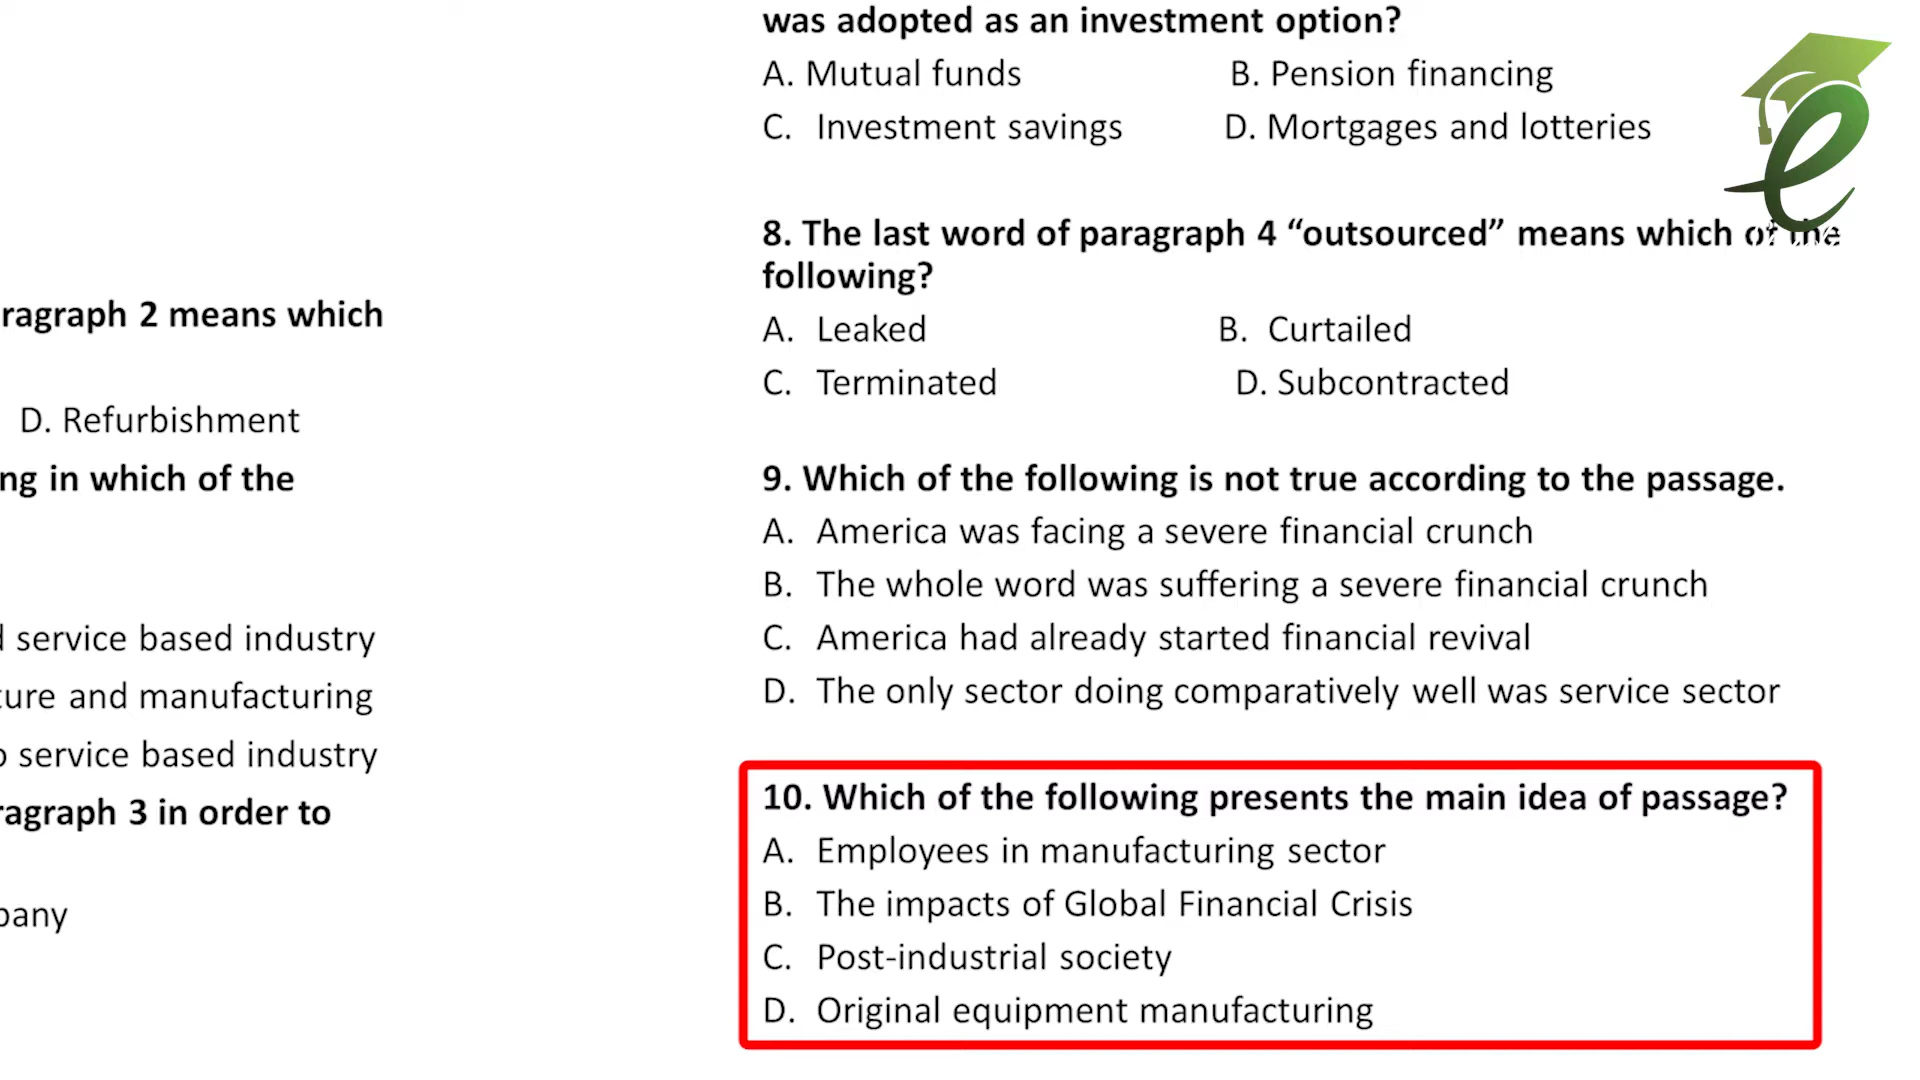 ragraph 2 means which
D. Refurbishment
ng in which of the
service based industry
ture and manufacturing
service based industry
ragraph 3 in order to
pany
was adopted as an investment option?
A. Mutual funds B. Pension financing
C. Investment savings D. Mortgages and lotteries
8. The last word of paragraph 4 “outsourced” means which of the
following?
A. Leaked B. Curtailed
C. Terminated D. Subcontracted
9. Which of the following is not true according to the passage.
A. America was facing a severe financial crunch
B. The whole word was suffering a severe financial crunch
C. America had already started financial revival
D. The only sector doing comparatively well was service sector
10. Which of the following presents the main idea of passage?
A. Employees in manufacturing sector
B. The impacts of Global Financial Crisis
C. Post-industrial society
D. Original equipment manufacturing